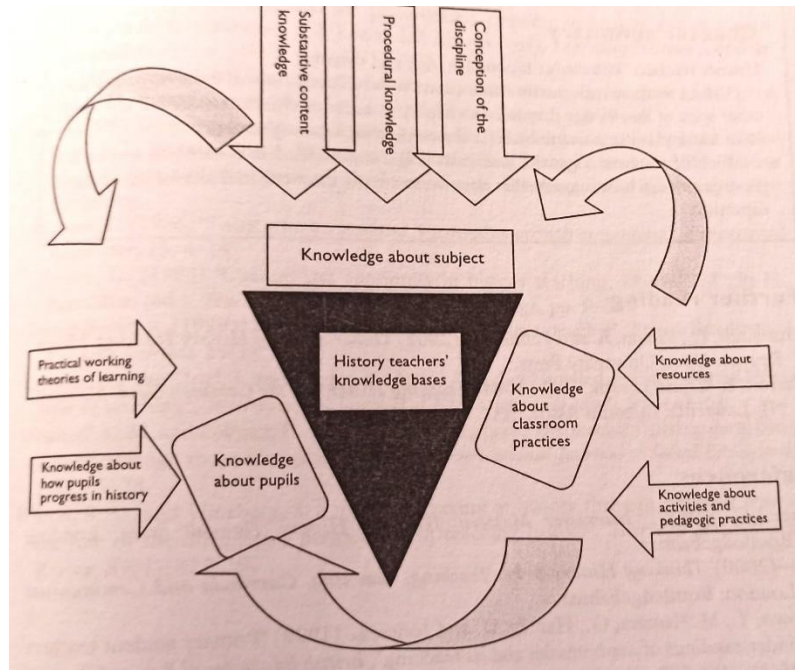 Substantive content
knowledge
Procedural knowledge
Conception of the
discipline
Knowledge about subject
History teachers'
knowledge bases
Practical working
theories of learning
Knowledge about
resources
Knowledge
about
classroom
practices
Knowledge about
how pupils
progress in history
Knowledge
about pupils
Knowledge about
activities and
pedagogic practices